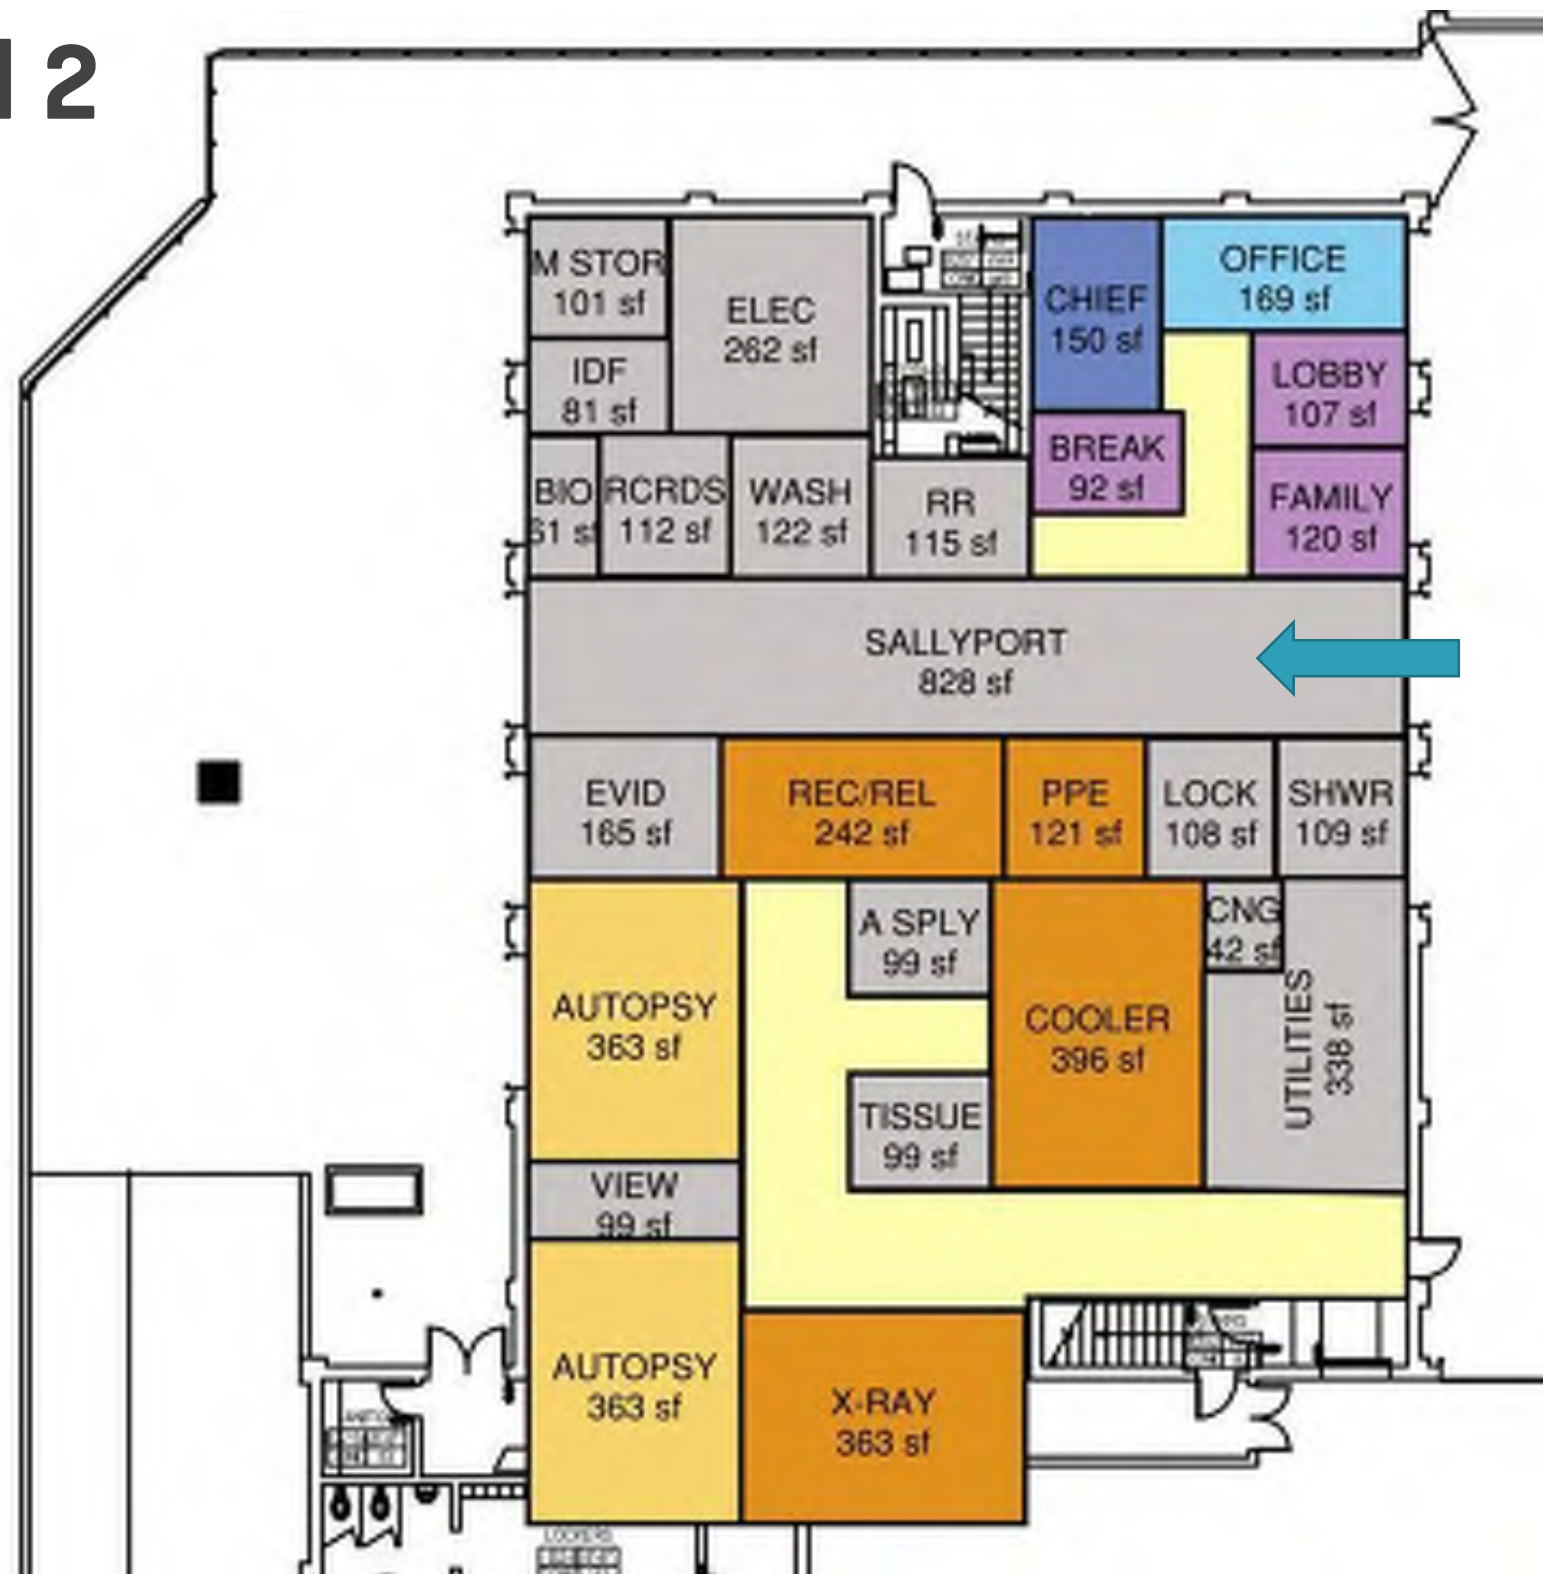 2
M STOR
101 sf
ELEC
262 sf
CHIEF
150 sf
OFFICE
169 sf
IDF
81 sf
LOBBY
107 sf
BREAK
92 sf
BIO
61 sf
RCRDS
112 sf
WASH
122 sf
RR
115 sf
FAMILY
120 sf
SALLYPORT
828 sf
EVID
165 sf
REC/REL
242 sf
PPE
121 sf
LOCK
108 sf
SHWR
109 sf
AUTOPSY
363 sf
A SPLY
99 sf
COOLER
396 sf
CNG
42 sf
UTILITIES
338 sf
TISSUE
99 sf
VIEW
99 sf
AUTOPSY
363 sf
X-RAY
363 sf
LOCKERS